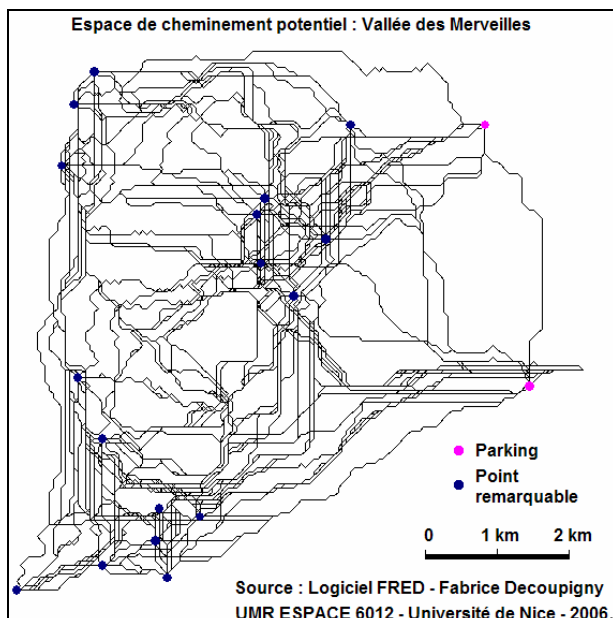 Espace de cheminement potentiel : Vallée des Merveilles
Parking
Point
remarquable
0 1 km 2 km
Source : Logiciel FRED - Fabrice Decoupigny
UMR ESPACE 6012 - Université de Nice - 2006.